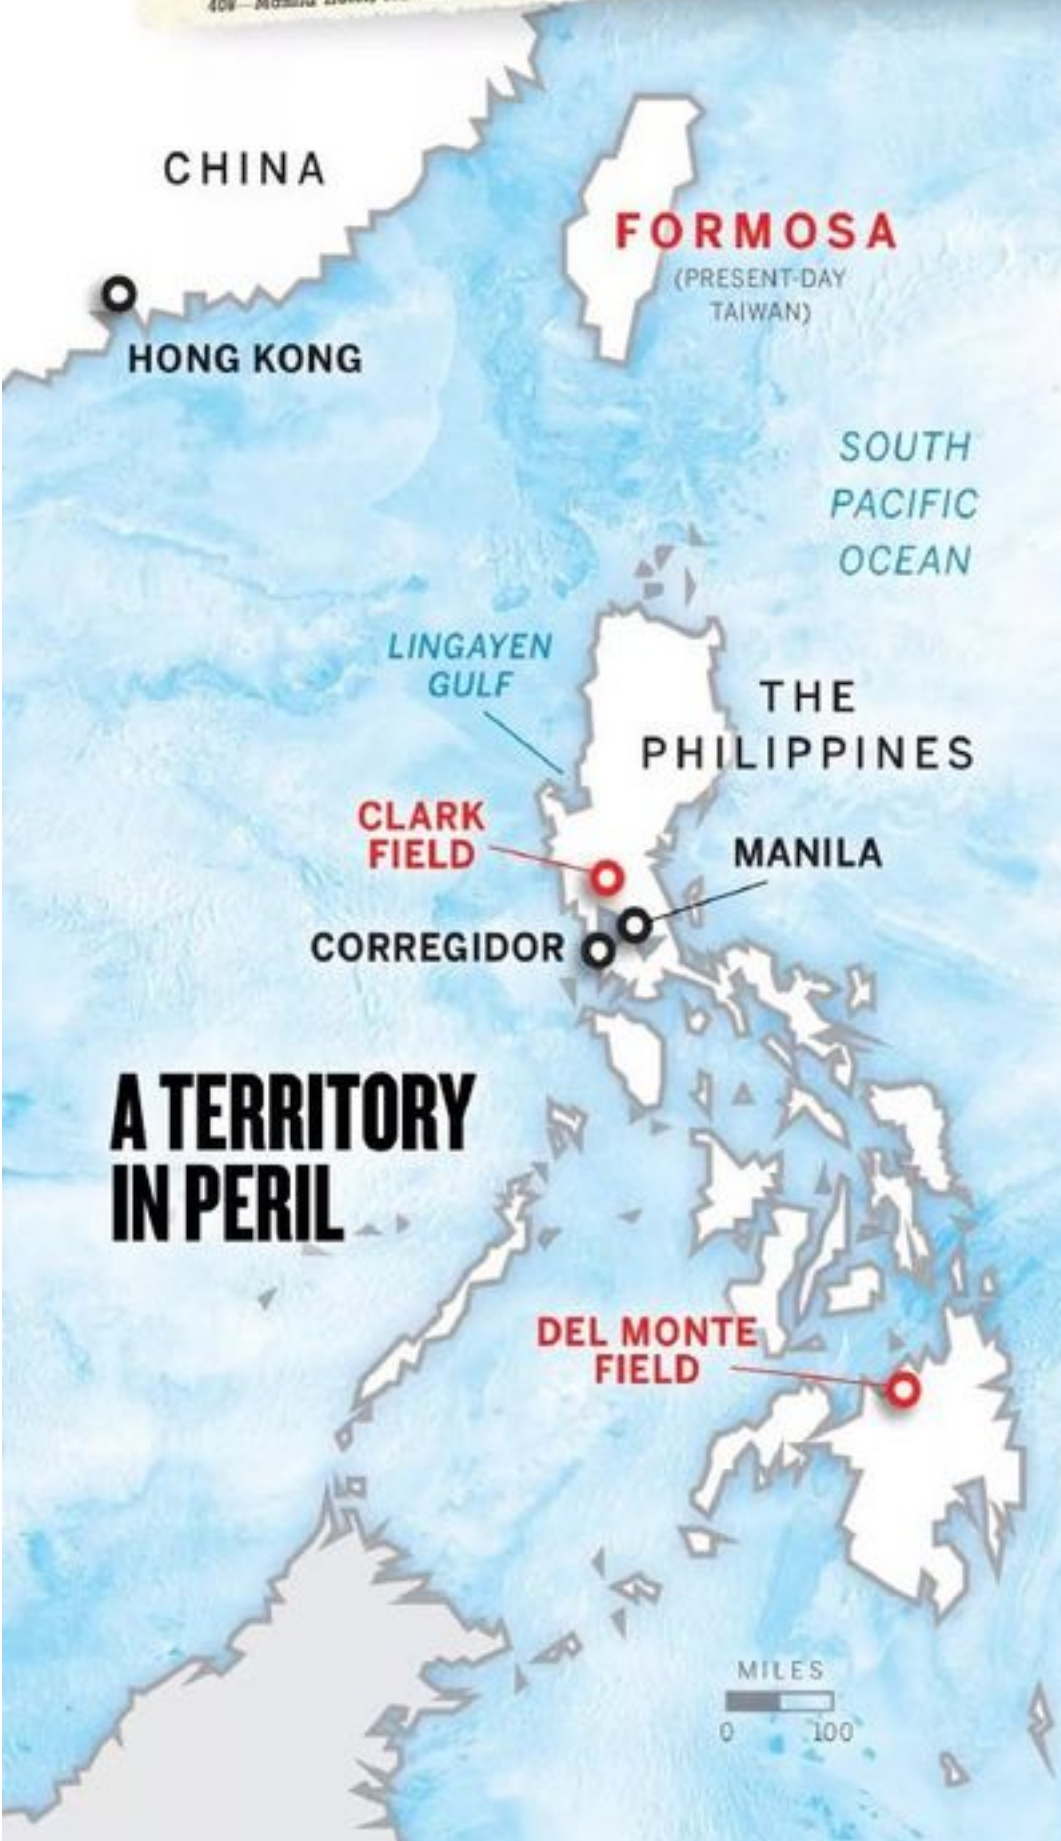 CHINA
FORMOSA
(PRESENT-DAY
TAIWAN)
HONG KONG
SOUTH
PACIFIC
OCEAN
LINGAYEN
GULF
THE
PHILIPPINES
CLARK
FIELD
MANILA
CORREGIDOR
A TERRITORY
IN PERIL
DEL MONTE
FIELD
MILES
0 100